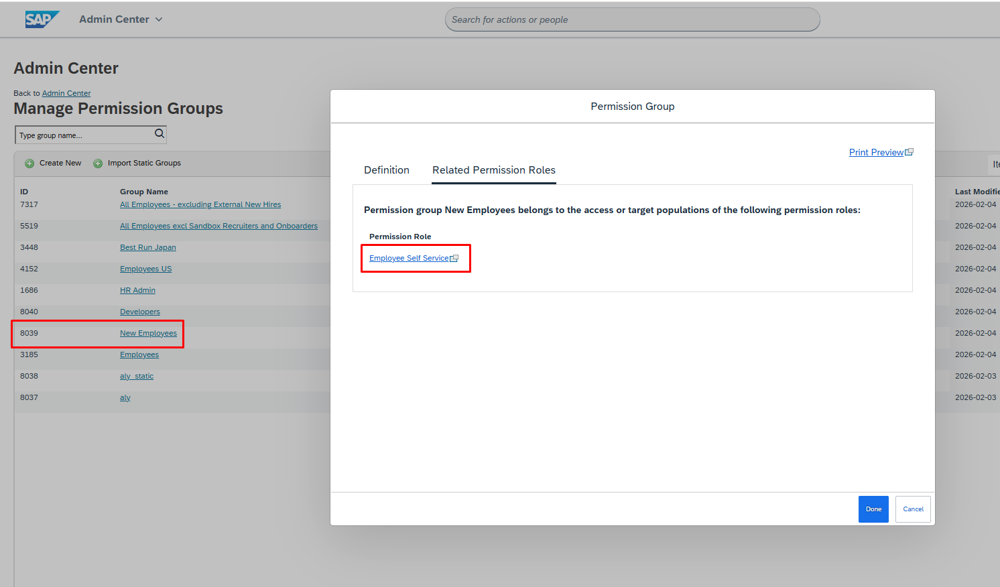 SAP
Admin Center
Search for actions or people
Admin Center
Back to Admin Center
Manage Permission Groups
Type group name...
Create New
Import Static Groups
ID
Group Name
Last Modifie
7317
All Employees - excluding External New Hires
2026-02-04
5519
All Employees excl Sandbox Recruiters and Onboarders
2026-02-04
3448
Best Run Japan
2026-02-04
4152
Employees US
2026-02-04
1686
HR Admin
2026-02-04
8040
Developers
2026-02-04
8039
New Employees
2026-02-04
3185
Employees
2026-02-04
8038
aly_static
2026-02-03
8037
aly
2026-02-03
Permission Group
Print Preview
Definition
Related Permission Roles
Permission group New Employees belongs to the access or target populations of the following permission roles:
Permission Role
Employee Self Service
Done
Cancel